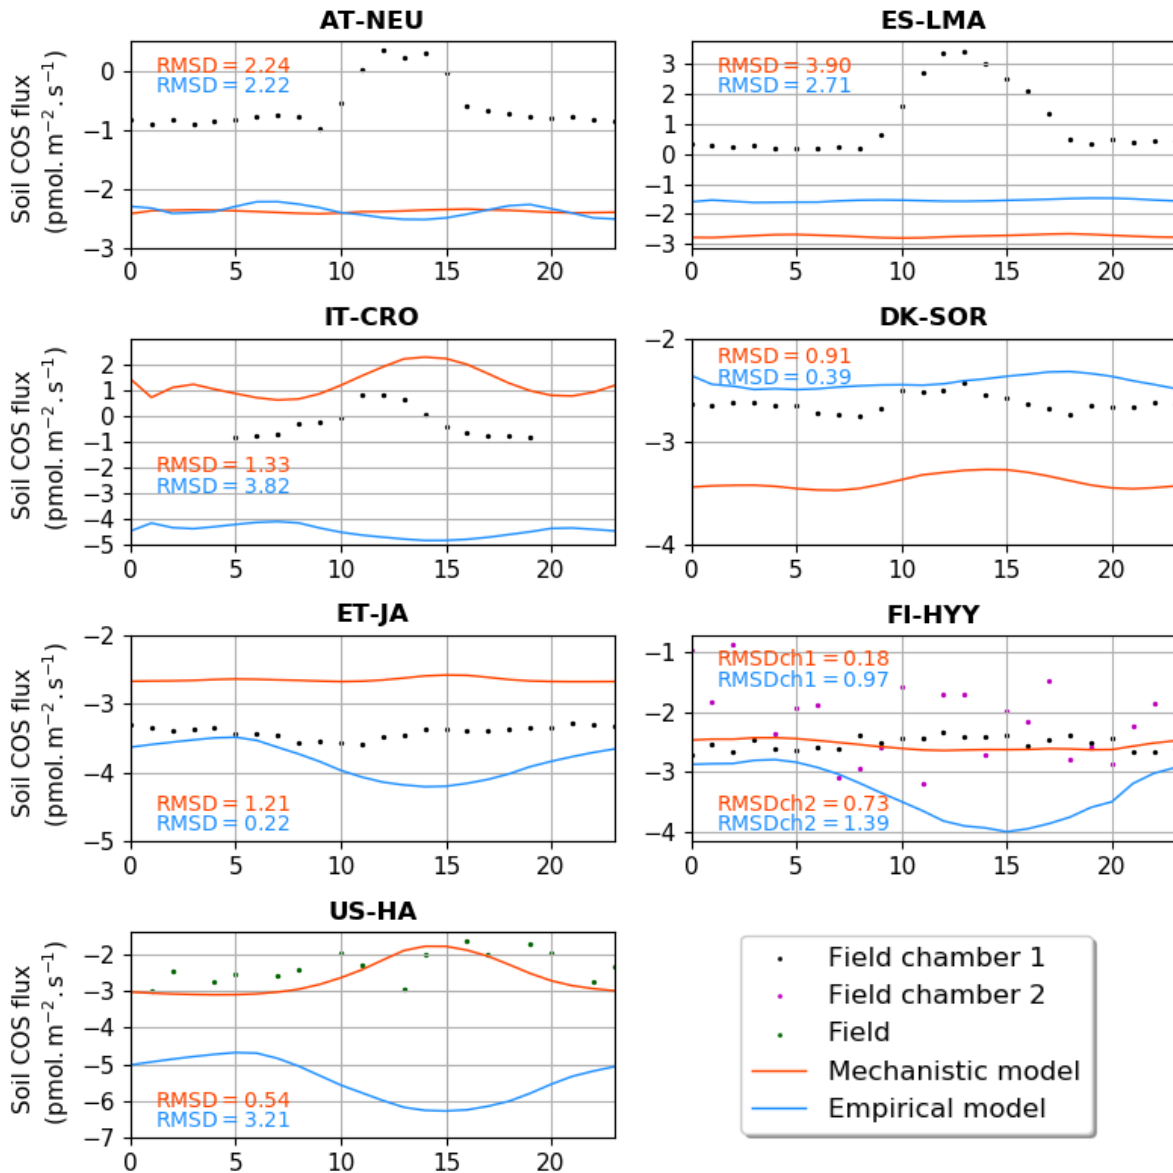 AT-NEU
Soil COS flux
(pmol. m⁻². s⁻¹)
RMSD = 2.24
RMSD = 2.22
0
−1
−2
−3
0 5 10 15 20
ES-LMA
RMSD = 3.90
RMSD = 2.71
3
2
1
0
−1
−2
−3
0 5 10 15 20
IT-CRO
Soil COS flux
(pmol. m⁻². s⁻¹)
2
1
0
−1
−2
−3
−4
−5
RMSD = 1.33
RMSD = 3.82
0 5 10 15 20
DK-SOR
RMSD = 0.91
RMSD = 0.39
−2
−3
−4
0 5 10 15 20
ET-JA
Soil COS flux
(pmol. m⁻². s⁻¹)
−2
−3
−4
−5
RMSD = 1.21
RMSD = 0.22
0 5 10 15 20
FI-HYY
RMSDch1 = 0.18
RMSDch1 = 0.97
−1
−2
−3
−4
RMSDch2 = 0.73
RMSDch2 = 1.39
0 5 10 15 20
US-HA
Soil COS flux
(pmol. m⁻². s⁻¹)
−2
−3
−4
−5
−6
−7
RMSD = 0.54
RMSD = 3.21
0 5 10 15 20
Field chamber 1
Field chamber 2
Field
Mechanistic model
Empirical model